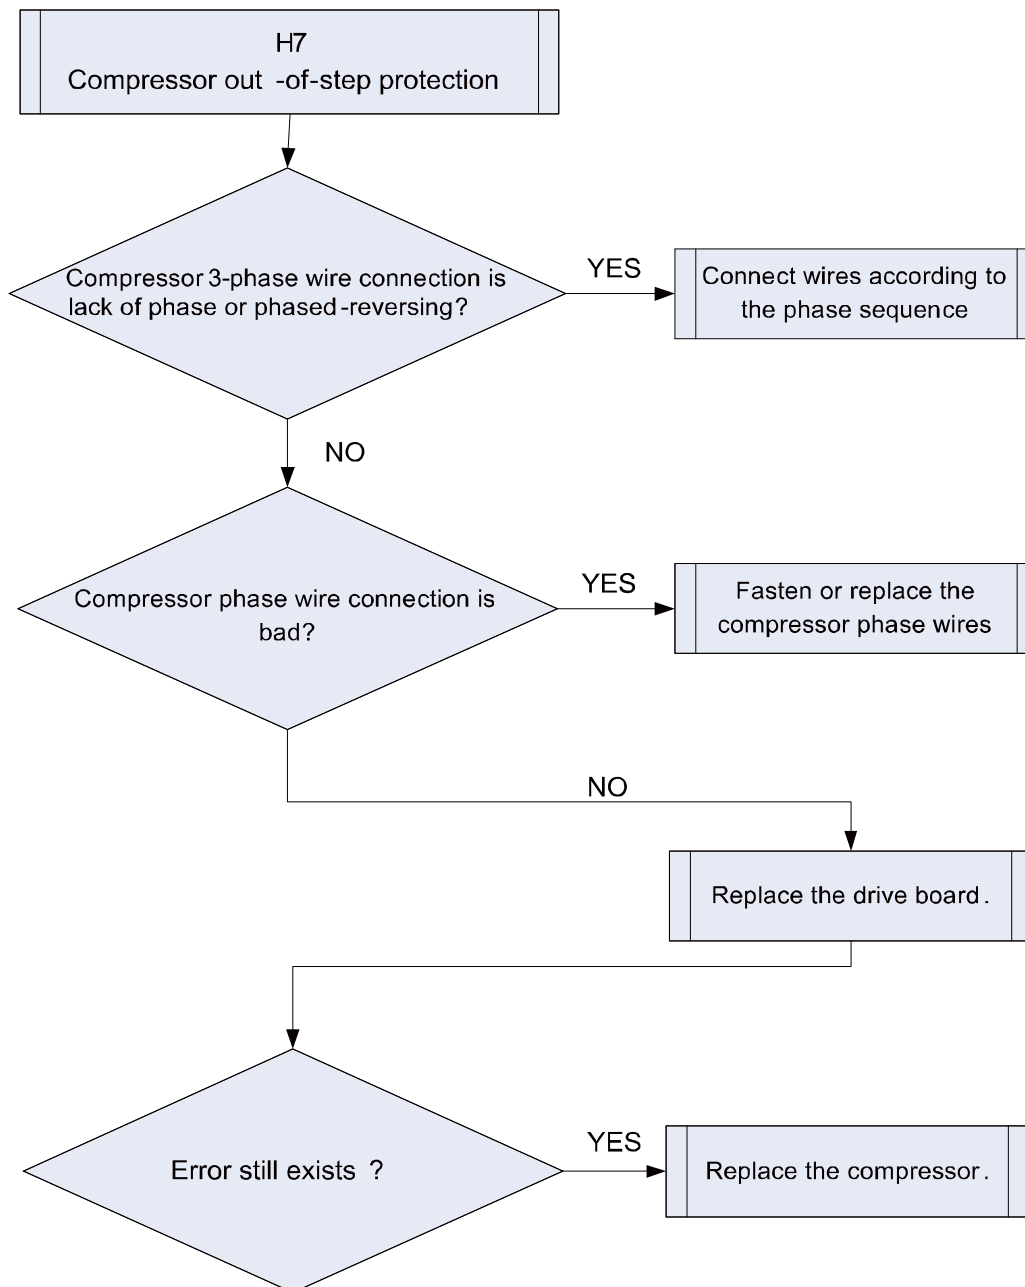 H7
Compressor out -of-step protection
Compressor 3-phase wire connection is
lack of phase or phased-reversing?
YES
Connect wires according to
the phase sequence
NO
Compressor phase wire connection is
bad?
YES
Fasten or replace the
compressor phase wires
NO
Replace the drive board.
Error still exists ?
YES
Replace the compressor.